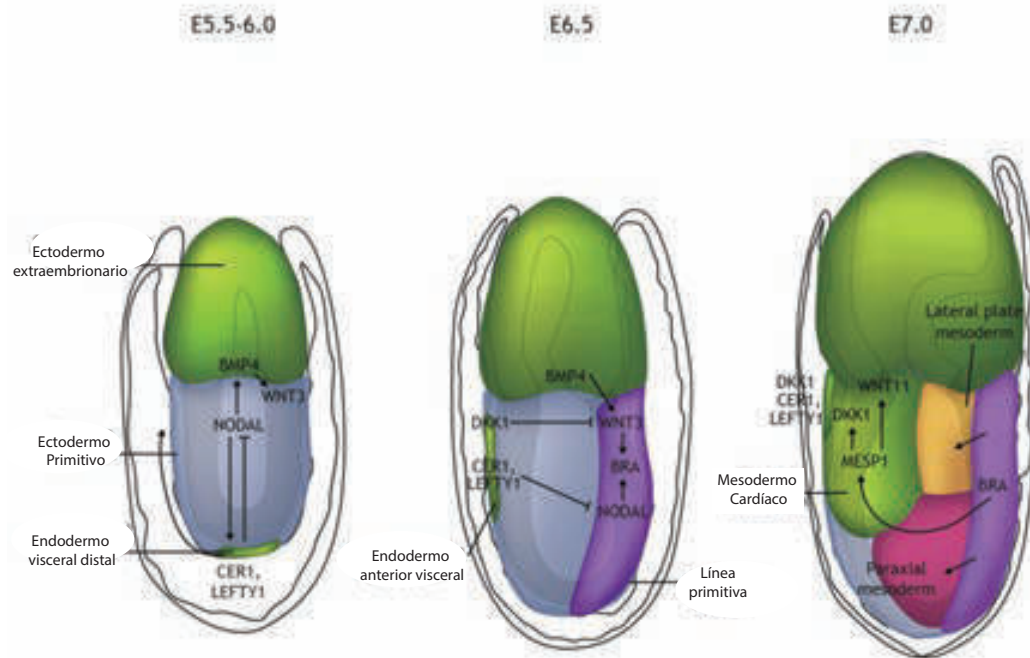 E5.5-6.0
E6.5
E7.0
Ectodermo
extraembrionario
BMP4
WNT3
NODAL
Ectodermo
Primitivo
Endodermo
visceral distal
CER1,
LEFTY1
BMP4
DKK1
WNT3
CER1,
LEFTY1
BRA
NODAL
Endodermo
anterior visceral
Línea
primitiva
Lateral plate
mesoderm
DKK1
CER1,
LEFTY1
WNT11
DKK1
MESP1
Mesodermo
Cardíaco
BRA
Paraxial
mesoderm